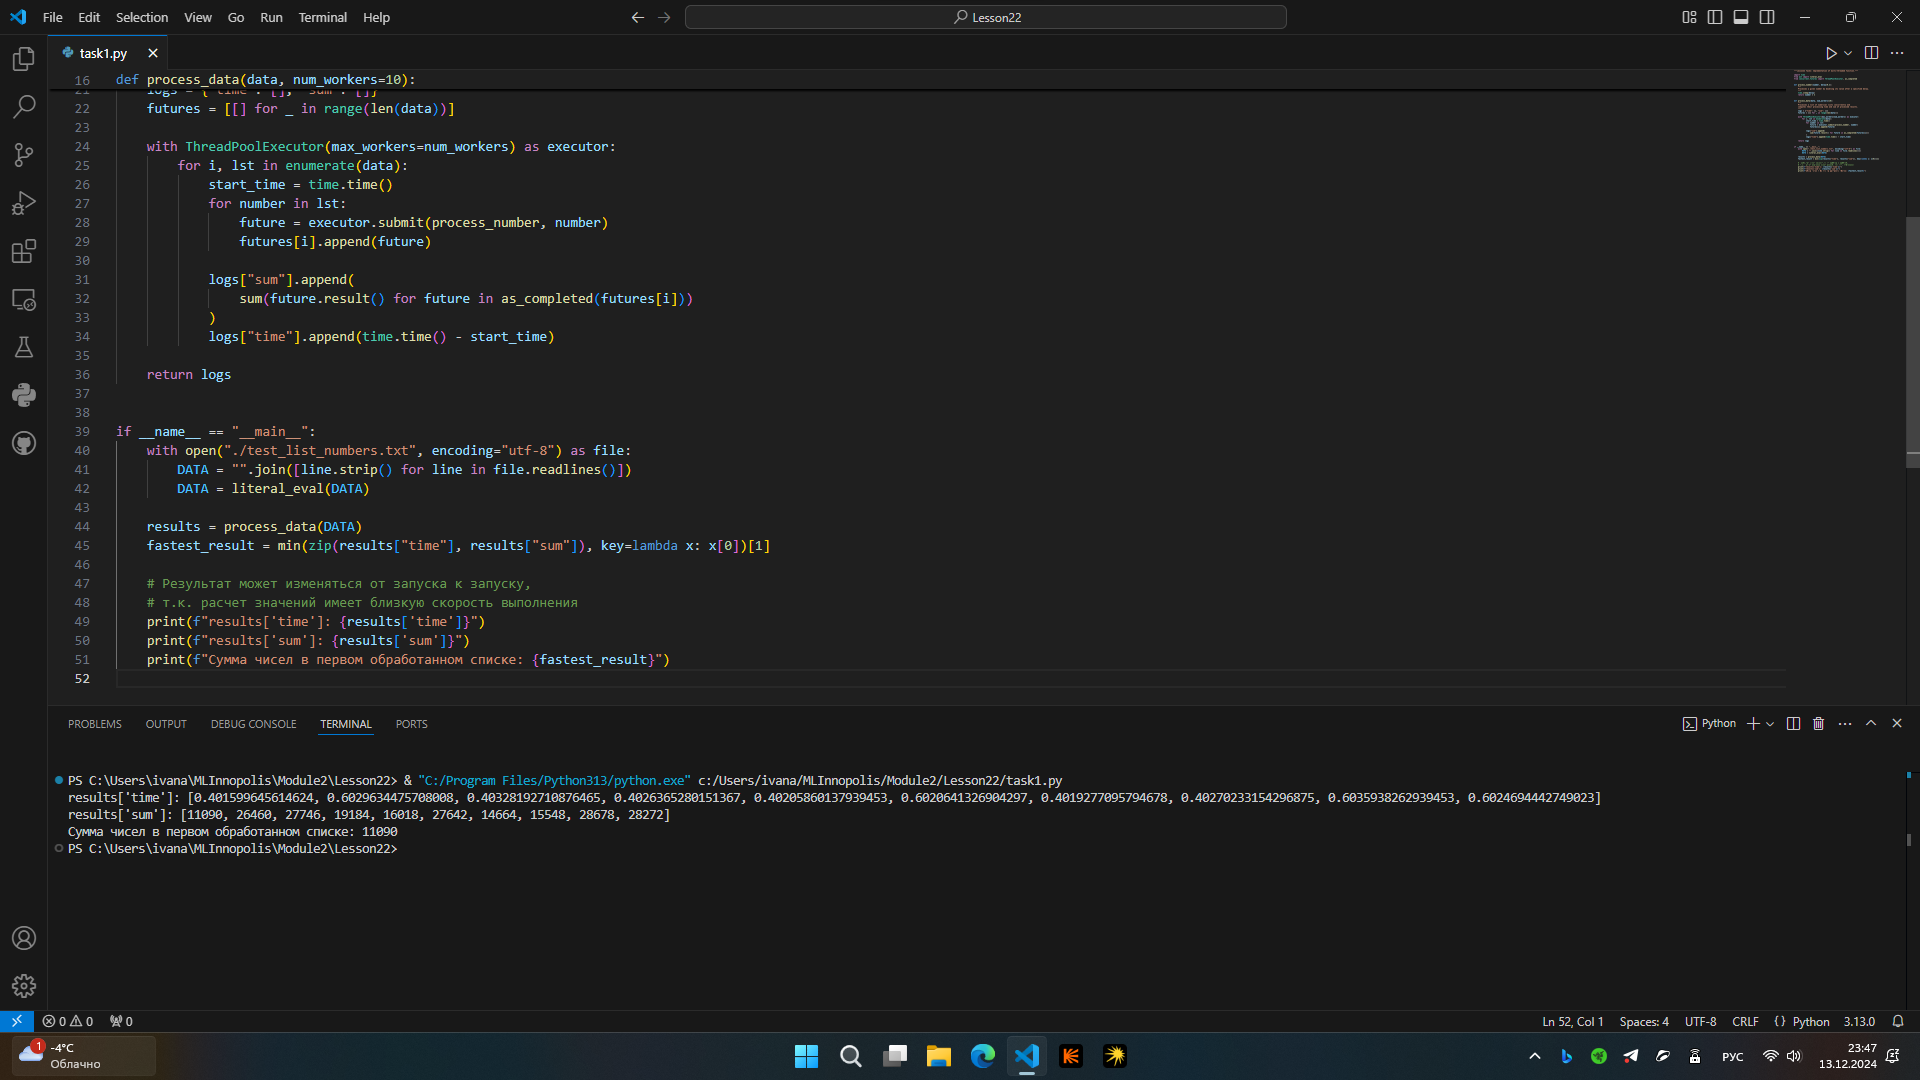 File Edit Selection View Go Run Terminal Help
Lesson22
task1.py
16 def process_data(data, num_workers=10):
21 logs = {"time": [], "sum": []}
22 futures = [[] for _ in range(len(data))]
23
24 with ThreadPoolExecutor(max_workers=num_workers) as executor:
25 for i, lst in enumerate(data):
26 start_time = time.time()
27 for number in lst:
28 future = executor.submit(process_number, number)
29 futures[i].append(future)
30
31 logs["sum"].append(
32 sum(future.result() for future in as_completed(futures[i]))
33 )
34 logs["time"].append(time.time() - start_time)
35
36 return logs
37
38
39 if __name__ == "__main__":
40 with open("./test_list_numbers.txt", encoding="utf-8") as file:
41 DATA = "".join([line.strip() for line in file.readlines()])
42 DATA = literal_eval(DATA)
43
44 results = process_data(DATA)
45 fastest_result = min(zip(results["time"], results["sum"]), key=lambda x: x[0])[1]
46
47 # Результат может изменяться от запуска к запуску,
48 # т.к. расчет значений имеет близкую скорость выполнения
49 print(f"results['time']: {results['time']}")
50 print(f"results['sum']: {results['sum']}")
51 print(f"Сумма чисел в первом обработанном списке: {fastest_result}")
52
PROBLEMS OUTPUT DEBUG CONSOLE TERMINAL PORTS
Python
PS C:\Users\ivana\MLInnopolis\Module2\Lesson22> & "C:/Program Files/Python313/python.exe" c:/Users/ivana/MLInnopolis/Module2/Lesson22/task1.py
results['time']: [0.401599645614624, 0.6029634475708008, 0.40328192710876465, 0.4026365280151367, 0.40205860137939453, 0.6020641326904297, 0.4019277095794678, 0.40270233154296875, 0.6035938262939453, 0.6024694442749023]
results['sum']: [11090, 26460, 27746, 19184, 16018, 27642, 14664, 15548, 28678, 28272]
Сумма чисел в первом обработанном списке: 11090
PS C:\Users\ivana\MLInnopolis\Module2\Lesson22>
0 0 0
Ln 52, Col 1 Spaces: 4 UTF-8 CRLF {} Python 3.13.0
1 -4°C
Облачно
РУС
23:47
13.12.2024